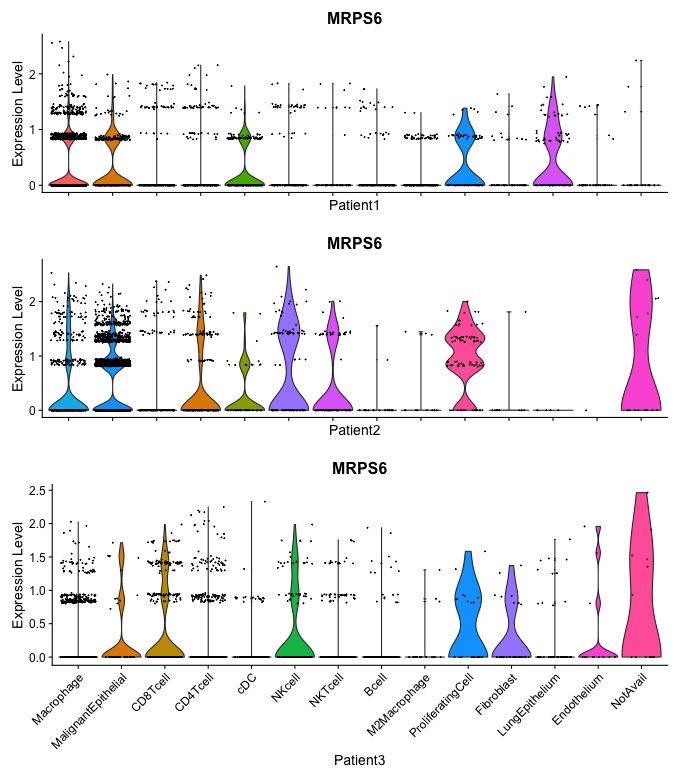 MRPS6
Expression Level
2
1
0
Patient1
MRPS6
Expression Level
2
1
0
Patient2
MRPS6
Expression Level
2.5
2.0
1.5
1.0
0.5
0.0
Macrophage
MalignantEpithelial
CD8Tcell
CD4Tcell
cDC
NKcell
NKTcell
Bcell
M2Macrophage
ProliferatingCell
Fibroblast
LungEpithelium
Endothelium
NotAvail
Patient3